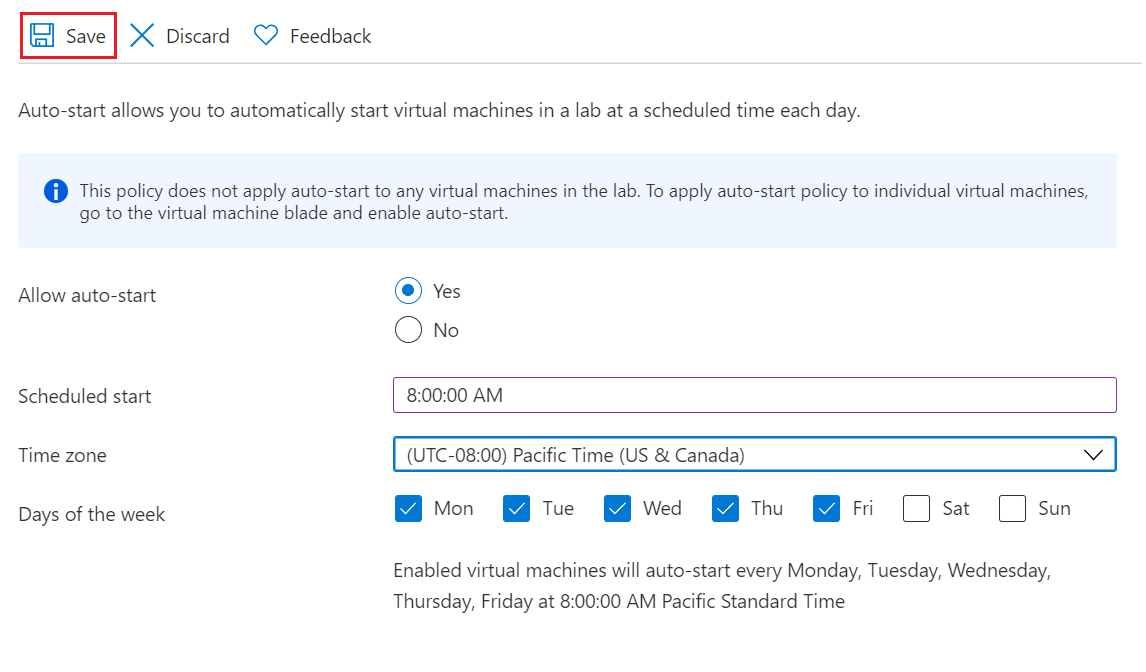 Save Discard Feedback
Auto-start allows you to automatically start virtual machines in a lab at a scheduled time each day.
This policy does not apply auto-start to any virtual machines in the lab. To apply auto-start policy to individual virtual machines,
go to the virtual machine blade and enable auto-start.
Allow auto-start
Yes
No
Scheduled start
8:00:00 AM
Time zone
(UTC-08:00) Pacific Time (US & Canada)
Days of the week
Mon Tue Wed Thu Fri Sat Sun
Enabled virtual machines will auto-start every Monday, Tuesday, Wednesday,
Thursday, Friday at 8:00:00 AM Pacific Standard Time